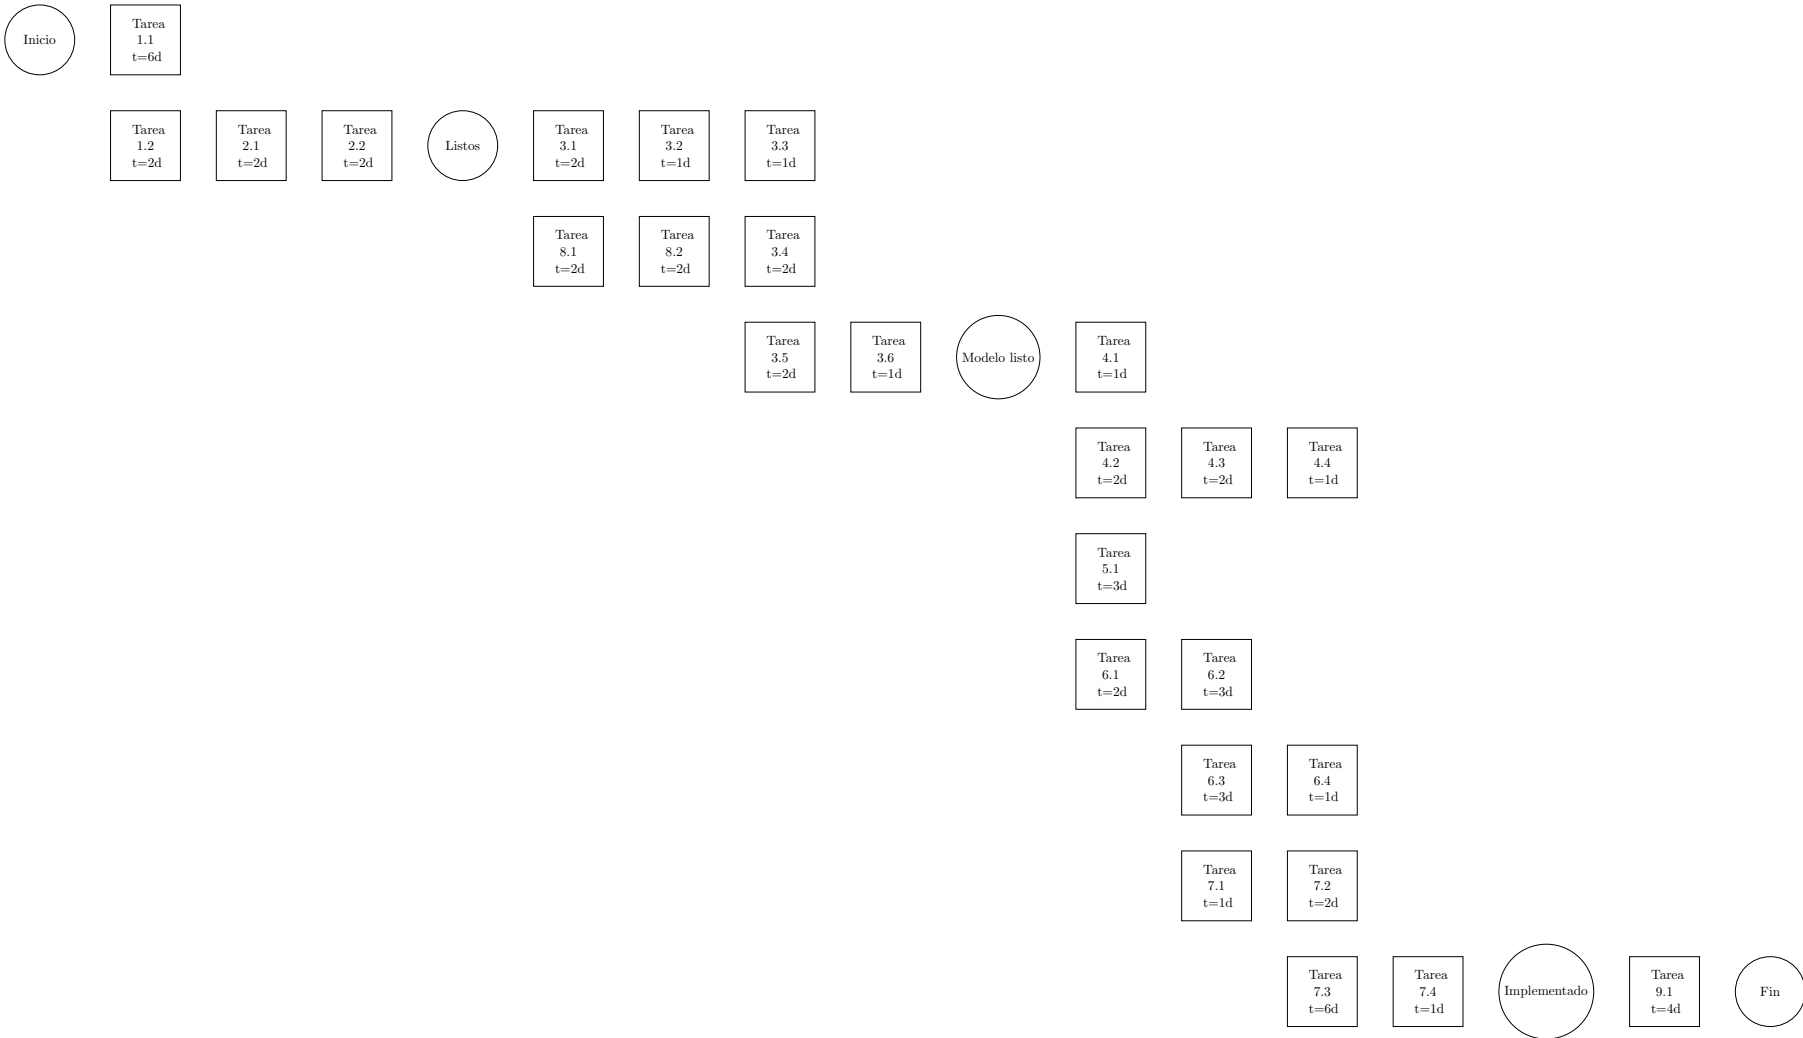 Inicio
Tarea
1.1
t=6d
Tarea
1.2
t=2d
Tarea
2.1
t=2d
Tarea
2.2
t=2d
Listos
Tarea
3.1
t=2d
Tarea
3.2
t=1d
Tarea
3.3
t=1d
Tarea
8.1
t=2d
Tarea
8.2
t=2d
Tarea
3.4
t=2d
Tarea
3.5
t=2d
Tarea
3.6
t=1d
Modelo listo
Tarea
4.1
t=1d
Tarea
4.2
t=2d
Tarea
4.3
t=2d
Tarea
4.4
t=1d
Tarea
5.1
t=3d
Tarea
6.1
t=2d
Tarea
6.2
t=3d
Tarea
6.3
t=3d
Tarea
6.4
t=1d
Tarea
7.1
t=1d
Tarea
7.2
t=2d
Tarea
7.3
t=6d
Tarea
7.4
t=1d
Implementado
Tarea
9.1
t=4d
Fin